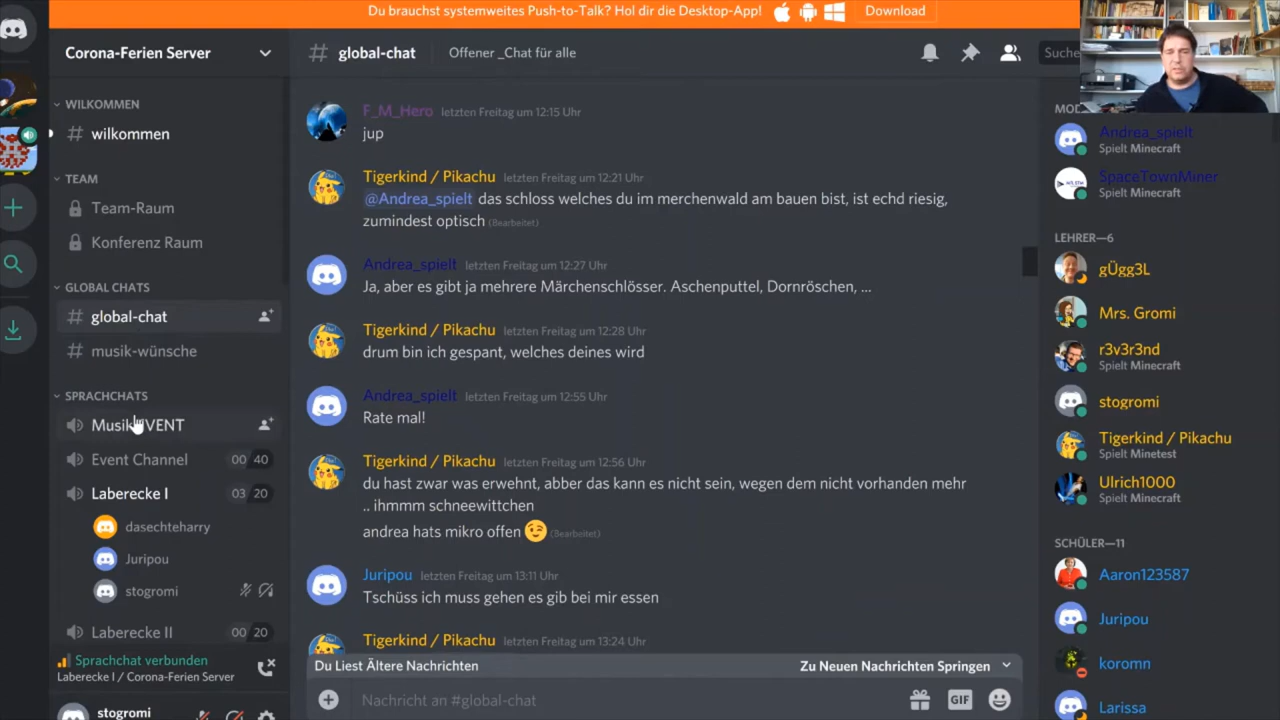 Du brauchst systemweites Push-to-Talk? Hol dir die Desktop-App!
Download
Corona-Ferien Server
# global-chat
Offener _Chat für alle
Suche
WILKOMMEN
# wilkommen
TEAM
Team-Raum
Konferenz Raum
GLOBAL CHATS
# global-chat
# musik-wünsche
SPRACHCHATS
Musik EVENT
Event Channel 00 40
Laberecke I 03 20
dasechteharry
Juripou
stogromi
Laberecke II 00 20
Sprachchat verbunden
Laberecke I / Corona-Ferien Server
stogromi
F_M_Hero letzten Freitag um 12:15 Uhr
jup
Tigerkind / Pikachu letzten Freitag um 12:21 Uhr
@Andrea_spielt das schloss welches du im merchenwald am bauen bist, ist echd riesig,
zumindest optisch (Bearbeitet)
Andrea_spielt letzten Freitag um 12:27 Uhr
Ja, aber es gibt ja mehrere Märchenschlösser. Aschenputtel, Dornröschen, ...
Tigerkind / Pikachu letzten Freitag um 12:28 Uhr
drum bin ich gespant, welches deines wird
Andrea_spielt letzten Freitag um 12:55 Uhr
Rate mal!
Tigerkind / Pikachu letzten Freitag um 12:56 Uhr
du hast zwar was erwehnt, abber das kann es nicht sein, wegen dem nicht vorhanden mehr
.. ihmmm schneewittchen
andrea hats mikro offen 😉 (Bearbeitet)
Juripou letzten Freitag um 13:11 Uhr
Tschüss ich muss gehen es gib bei mir essen
Tigerkind / Pikachu letzten Freitag um 13:24 Uhr
Du Liest Ältere Nachrichten
Zu Neuen Nachrichten Springen
Nachricht an #global-chat
GIF
MOD
Andrea_spielt
Spielt Minecraft
SpaceTownMiner
Spielt Minecraft
LEHRER—6
gÜgg3L
Mrs. Gromi
r3v3r3nd
Spielt Minecraft
stogromi
Tigerkind / Pikachu
Spielt Minetest
Ulrich1000
Spielt Minecraft
SCHÜLER—11
Aaron123587
Juripou
koromn
Larissa